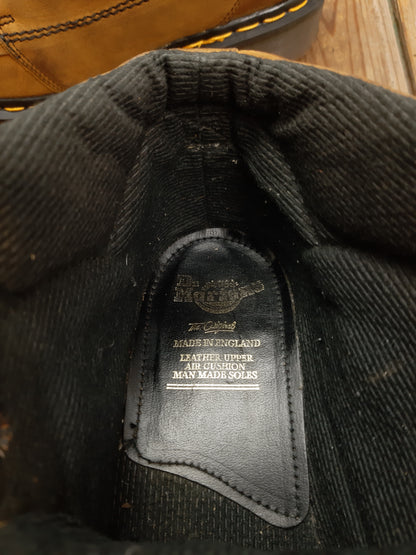 Dr.
Martens
The Original
MADE IN ENGLAND
LEATHER UPPER
AIR CUSHION
MAN MADE SOLES